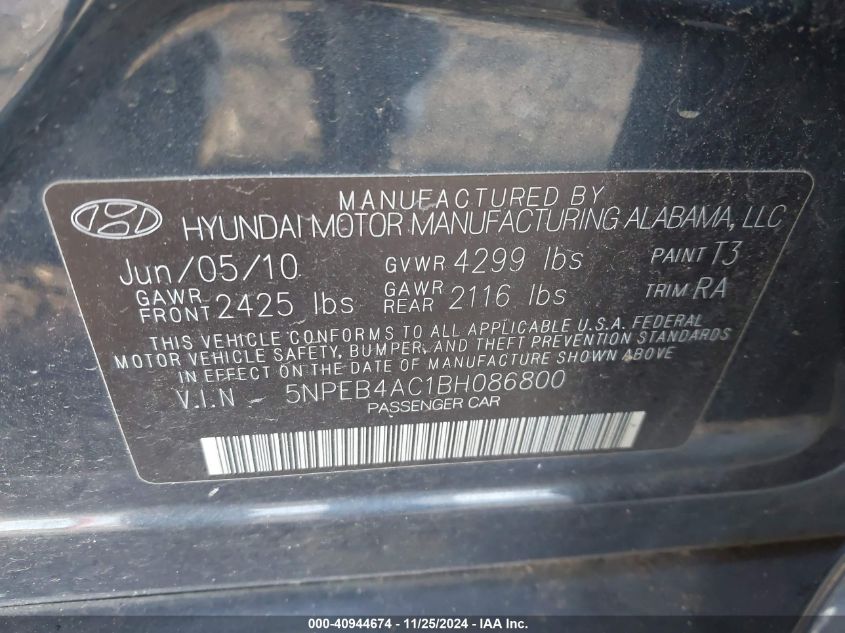 MANUFACTURED BY
HYUNDAI MOTOR MANUFACTURING ALABAMA, LLC
Jun/05/10 GVWR 4299 lbs PAINT T3
GAWR FRONT 2425 lbs GAWR REAR 2116 lbs TRIM RA
THIS VEHICLE CONFORMS TO ALL APPLICABLE U.S.A. FEDERAL
MOTOR VEHICLE SAFETY, BUMPER, AND THEFT PREVENTION STANDARDS
IN EFFECT ON THE DATE OF MANUFACTURE SHOWN ABOVE
V.I.N 5NPEB4AC1BH086800
PASSENGER CAR
000-40944674 - 11/25/2024 - IAA Inc.